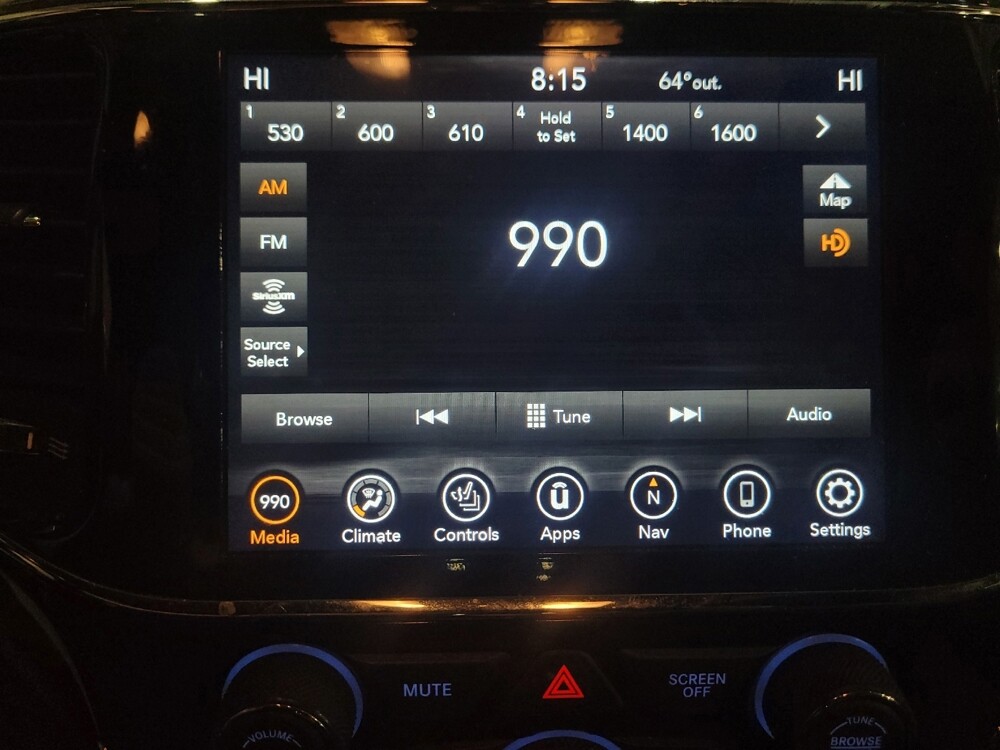 HI 8:15 64° out. HI
1 530 2 600 3 610 4 Hold to Set 5 1400 6 1600
AM
Map
FM
990
HD
SiriusXM
Source
Select
Browse Tune Audio
990 N
Media Climate Controls Apps Nav Phone Settings
MUTE
SCREEN
OFF
VOLUME
TUNE
BROWSE